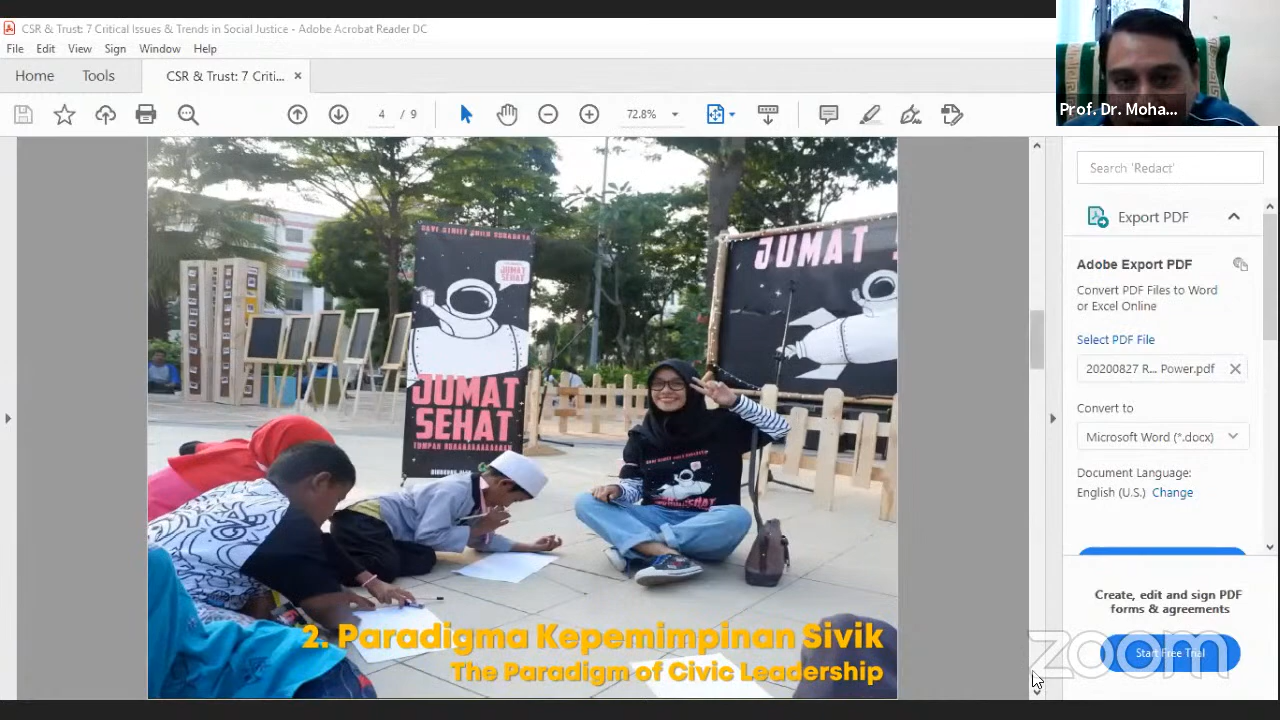 CSR & Trust: 7 Critical Issues & Trends in Social Justice - Adobe Acrobat Reader DC
File Edit View Sign Window Help
Home Tools CSR & Trust: 7 Criti... ×
4 / 9 72.8%
Prof. Dr. Moha...
Search 'Redact'
Export PDF
Adobe Export PDF
Convert PDF Files to Word
or Excel Online
Select PDF File
20200827 R... Power.pdf
Convert to
Microsoft Word (*.docx)
Document Language:
English (U.S.) Change
Create, edit and sign PDF
forms & agreements
Start Free Trial
zoom
JUMAT
SEHAT
JUMAT
SEHAT
JUMAT
2. Paradigma Kepemimpinan Sivik
The Paradigm of Civic Leadership